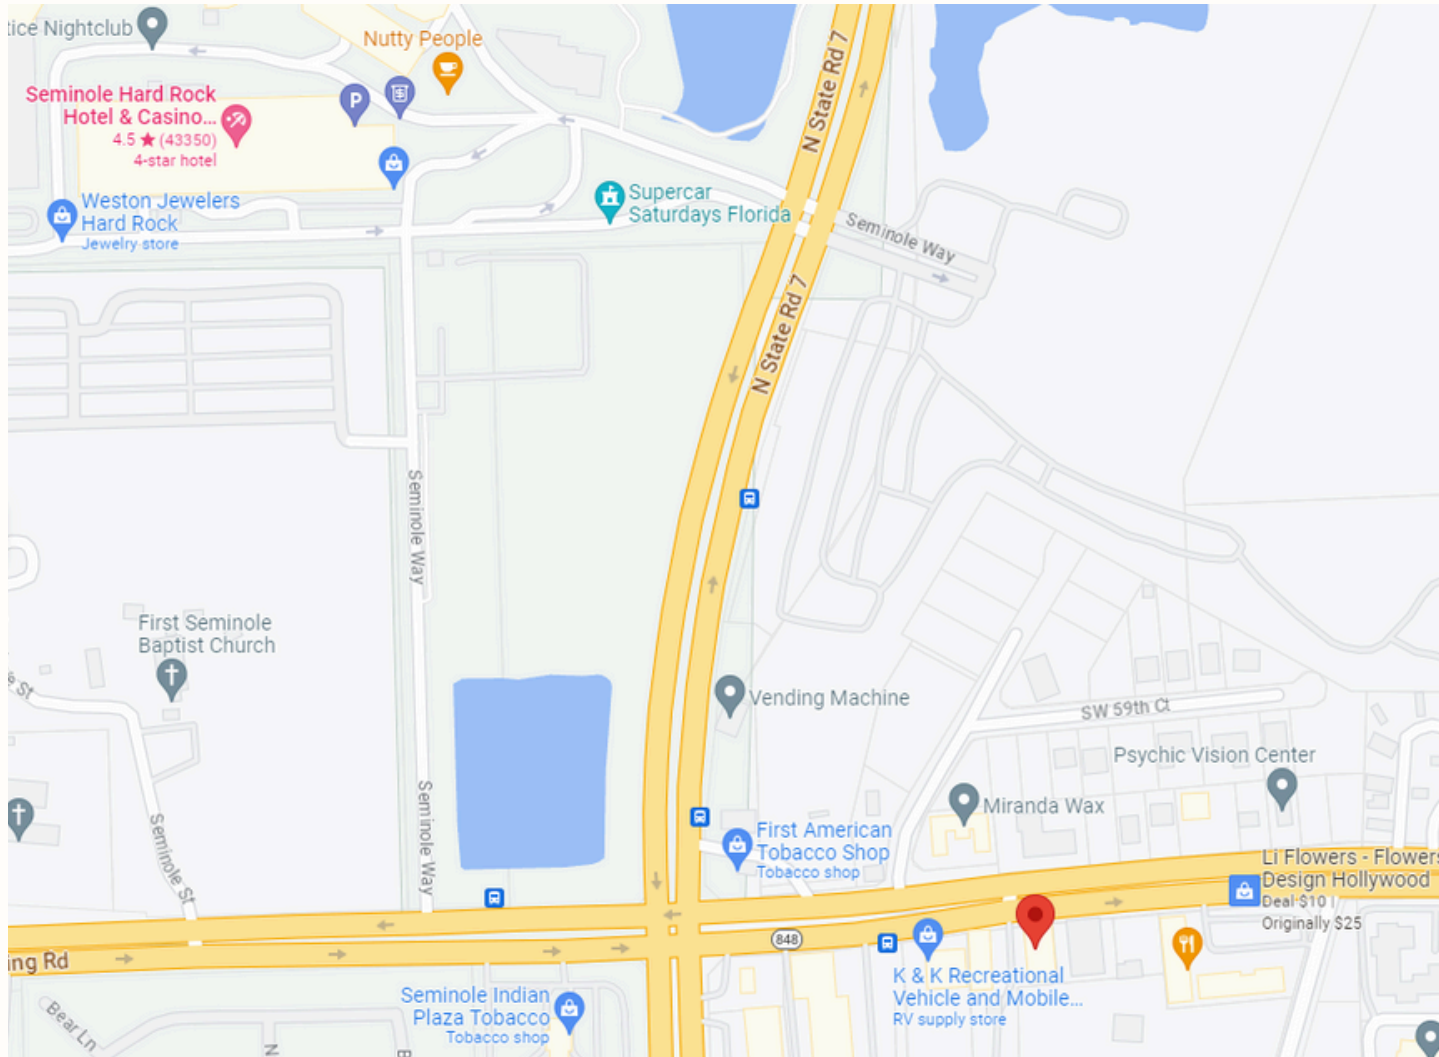 tice Nightclub
Nutty People
N State Rd 7
Seminole Hard Rock
Hotel & Casino...
4.5 ★ (43350)
4-star hotel
P
$
Weston Jewelers
Hard Rock
Jewelry store
Supercar
Saturdays Florida
Seminole Way
N State Rd 7
Seminole Way
First Seminole
Baptist Church
e St
Vending Machine
SW 59th Ct
Psychic Vision Center
Miranda Wax
Seminole St
Seminole Way
First American
Tobacco Shop
Tobacco shop
Li Flowers - Flowers
Design Hollywood
Deal $10 |
Originally $25
848
ing Rd
K & K Recreational
Vehicle and Mobile...
RV supply store
Seminole Indian
Plaza Tobacco
Tobacco shop
Bear Ln
N
B